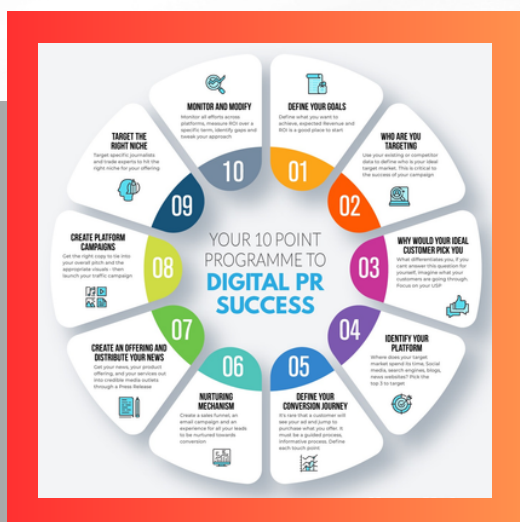 YOUR 10 POINT
PROGRAMME TO
DIGITAL PR
SUCCESS
DEFINE YOUR GOALS
Define what you want to
achieve, expected Revenue and
ROI is a good place to start
01
WHO ARE YOU
TARGETING
Use your existing or competitor
data to define who is your ideal
target market. This is critical
to the success of your campaign
02
WHY WOULD YOUR IDEAL
CUSTOMER PICK YOU
What differentiates you, if you
cant answer this question for
yourself, imagine what your
customers are going through.
Focus on your USP
03
IDENTIFY YOUR
PLATFORM
Where does your target
market spend its time, Social
media, search engines, blogs,
news websites? Pick the
top 3 to target
04
DEFINE YOUR
CONVERSION JOURNEY
It's rare that a customer will
see your ad and jump to
purchase what you offer. It
must be a guided process,
informative process. Define
each touch point
05
NURTURING
MECHANISM
Create a sales funnel, an
email campaign and an
experience for all your leads
to be nurtured towards
conversion
06
CREATE AN OFFERING AND
DISTRIBUTE YOUR NEWS
Get your news, your product
offering, and your services out
into credible media outlets
through a Press Release
07
CREATE PLATFORM
CAMPAIGNS
Get the right copy to tie into
your overall pitch and the
appropriate visuals : then
launch your traffic campaign
08
TARGET THE
RIGHT NICHE
Target specific journalists
and trade experts to hit the
right niche for your offering
09
MONITOR AND MODIFY
Monitor all efforts across
platforms, measure ROI over a
specific term, identify gaps and
tweak your approach
10